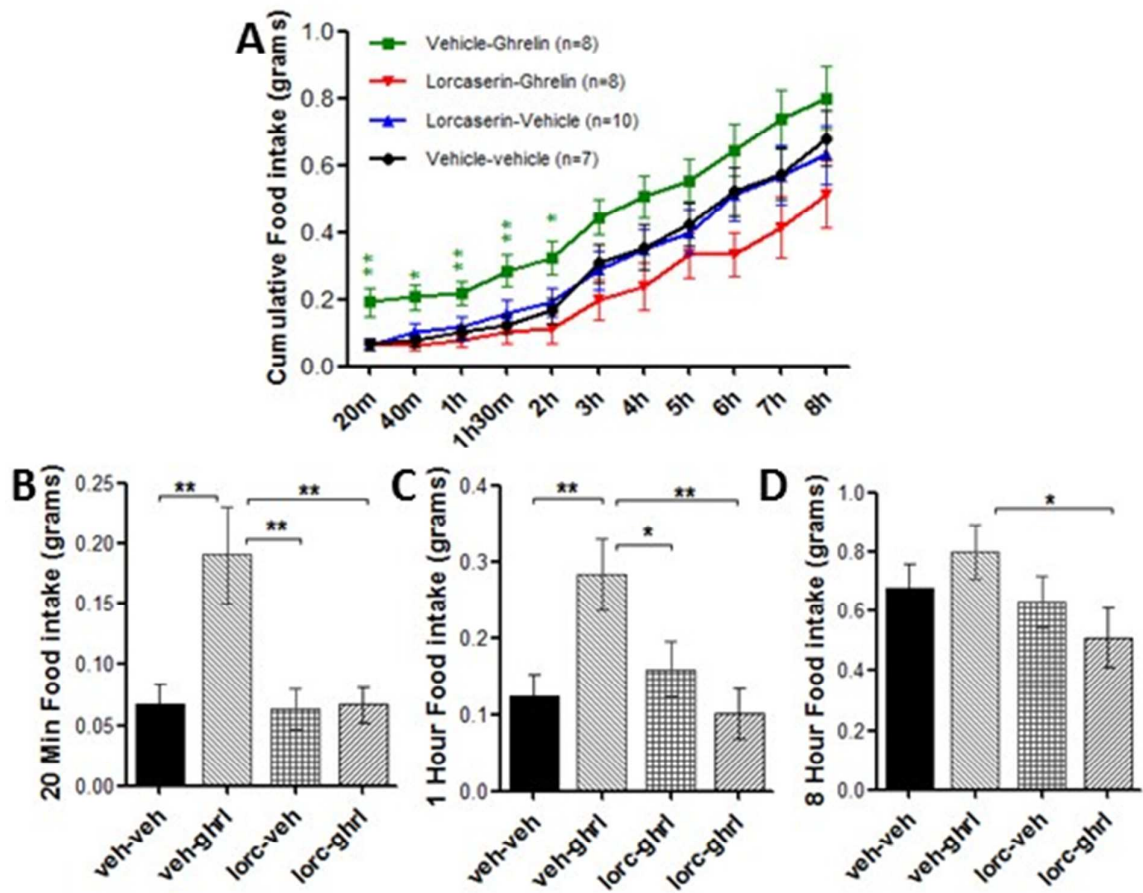 A
Cumulative Food intake (grams)
1.0
0.8
0.6
0.4
0.2
0.0
Vehicle-Ghrelin (n=8)
Lorcaserin-Ghrelin (n=8)
Lorcaserin-Vehicle (n=10)
Vehicle-vehicle (n=7)
**
*
**
**
*
20m
40m
1h
1h30m
2h
3h
4h
5h
6h
7h
8h
B
20 Min Food intake (grams)
0.25
0.20
0.15
0.10
0.05
0.00
**
**
**
veh-veh
veh-ghrl
lorc-veh
lorc-ghrl
C
1 Hour Food intake (grams)
0.4
0.3
0.2
0.1
0.0
**
**
*
veh-veh
veh-ghrl
lorc-ghrl
lorc-ghrl
D
8 Hour Food intake (grams)
1.0
0.8
0.6
0.4
0.2
0.0
*
veh-veh
veh-ghrl
lorc-veh
lorc-ghrl